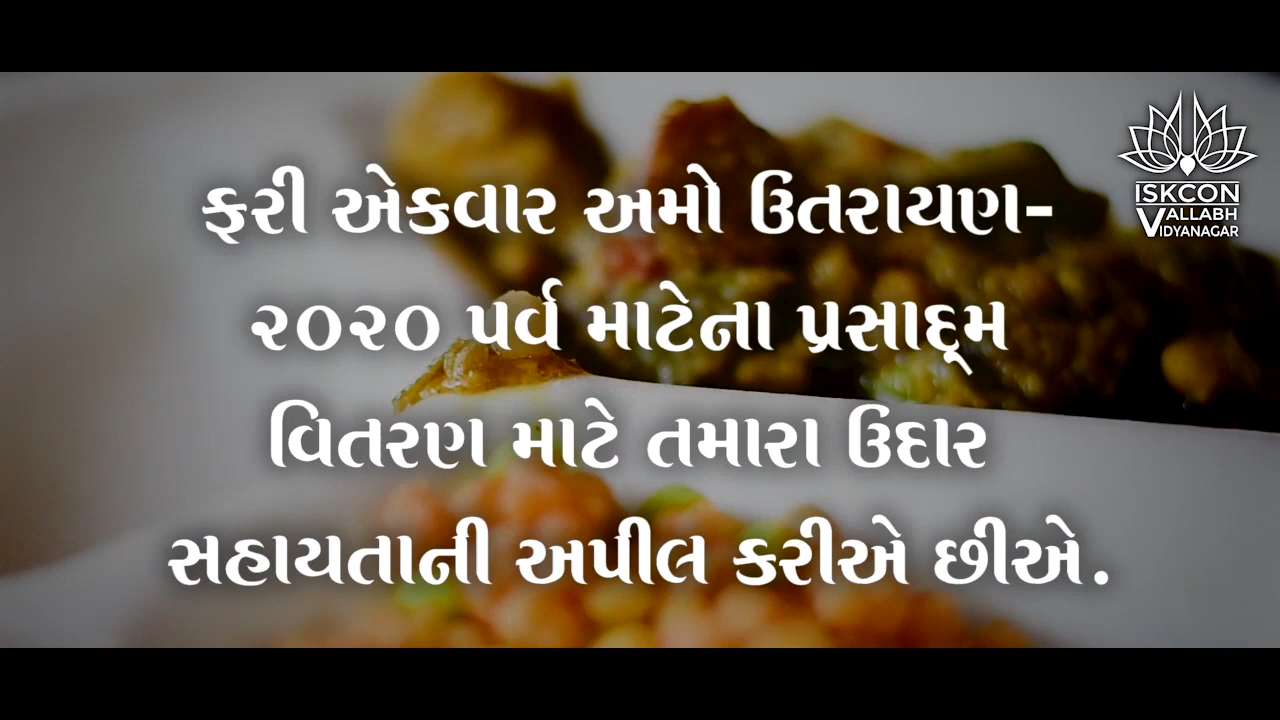 ફરી એકવાર અમો ઉતરાયણ-
૨૦૨૦ પર્વ માટેના પ્રસાદ્મ
વિતરણ માટે તમારા ઉદાર
સહાયતાની અપીલ કરીએ છીએ.
ISKCON
VALLABH
VIDYANAGAR